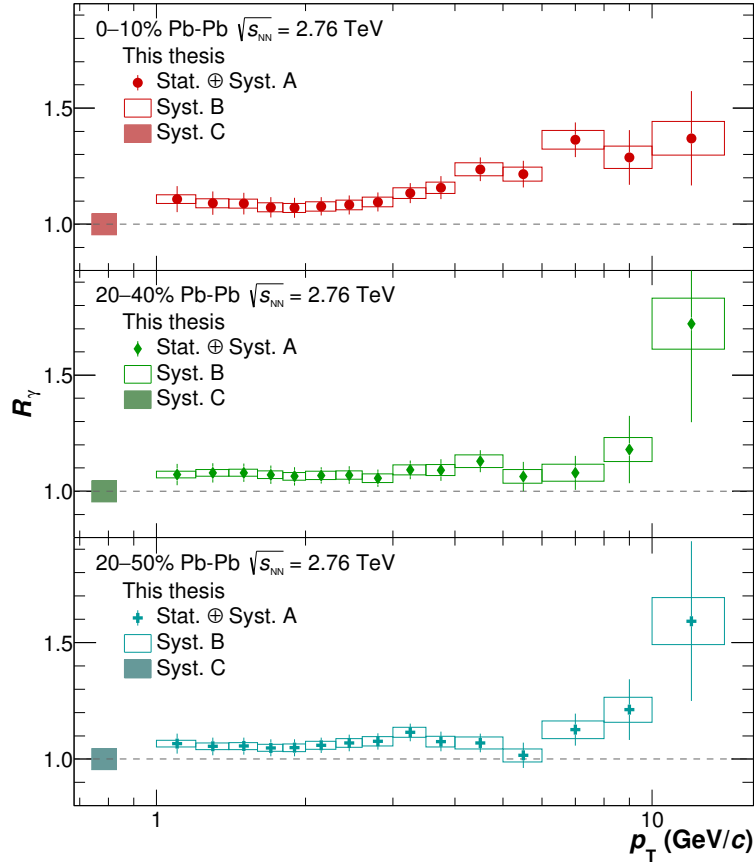 0–10% Pb-Pb √sNN = 2.76 TeV
This thesis
Stat. ⊕ Syst. A
Syst. B
Syst. C
1.5
1.0
20–40% Pb-Pb √sNN = 2.76 TeV
This thesis
Stat. ⊕ Syst. A
Syst. B
Syst. C
1.5
1.0
Rγ
20–50% Pb-Pb √sNN = 2.76 TeV
This thesis
Stat. ⊕ Syst. A
Syst. B
Syst. C
1.5
1.0
1 10
pT (GeV/c)